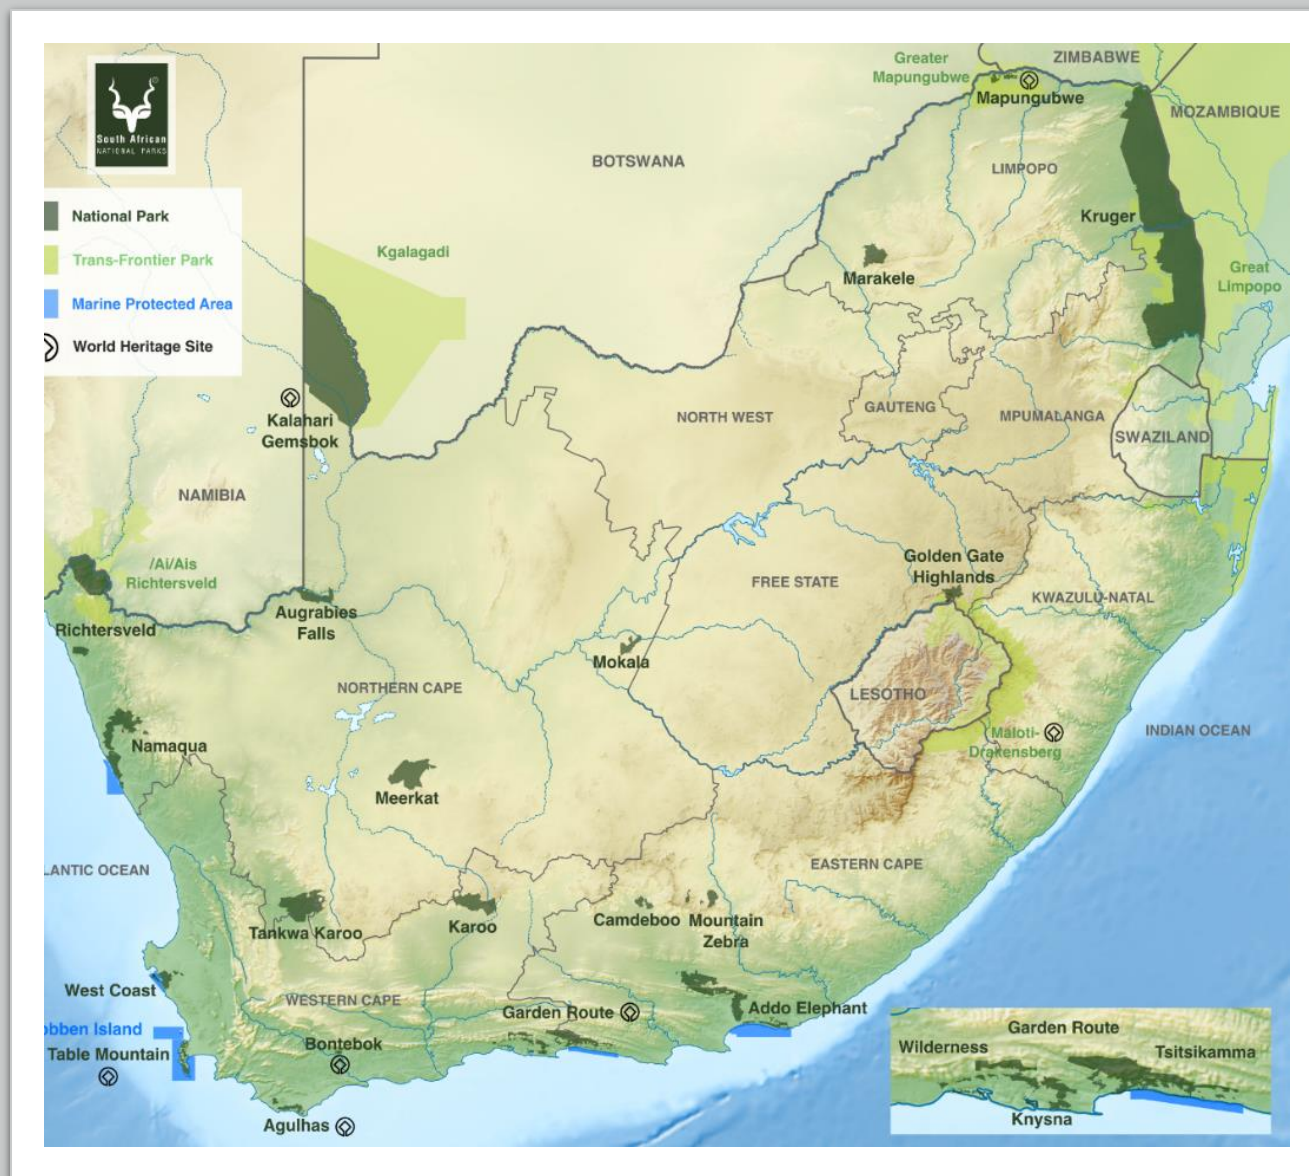 South African
NATIONAL PARKS
National Park
Trans-Frontier Park
Marine Protected Area
World Heritage Site
Greater
Mapungubwe
ZIMBABWE
Mapungubwe
MOZAMBIQUE
BOTSWANA
LIMPOPO
Kruger
Kgalagadi
Marakele
Great
Limpopo
Kalahari
Gemsbok
NORTH WEST
GAUTENG
MPUMALANGA
SWAZILAND
NAMIBIA
/Ai/Ais
Richtersveld
Golden Gate
Highlands
FREE STATE
KWAZULU-NATAL
Augrabies
Falls
Richtersveld
Mokala
NORTHERN CAPE
LESOTHO
INDIAN OCEAN
Maloti-
Drakensberg
Namaqua
Meerkat
LANTIC OCEAN
EASTERN CAPE
Tankwa Karoo
Karoo
Camdeboo
Mountain
Zebra
West Coast
WESTERN CAPE
Garden Route
Addo Elephant
obben Island
Table Mountain
Bontebok
Agulhas
Garden Route
Wilderness
Tsitsikamma
Knysna